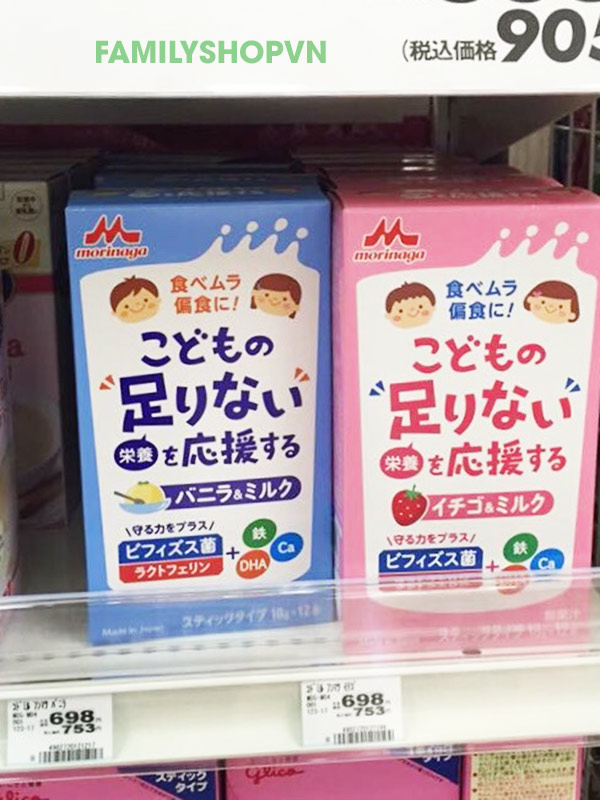 FAMILYSHOPVN
(税込価格 905
morinaga
食べムラ
偏食に!
こどもの
足りない
栄養を応援する
バニラ&ミルク
守る力をプラス
ビフィズス菌
ラクトフェリン
+
鉄
Ca
DHA
Made in Japan
スティックタイプ 18g×12本
morinaga
食べムラ
偏食に!
こどもの
足りない
栄養を応援する
イチゴ&ミルク
守る力をプラス
ビフィズス菌
+
鉄
Ca
0
698
753
698
753
スティック
タイプ
Glico
タイプ